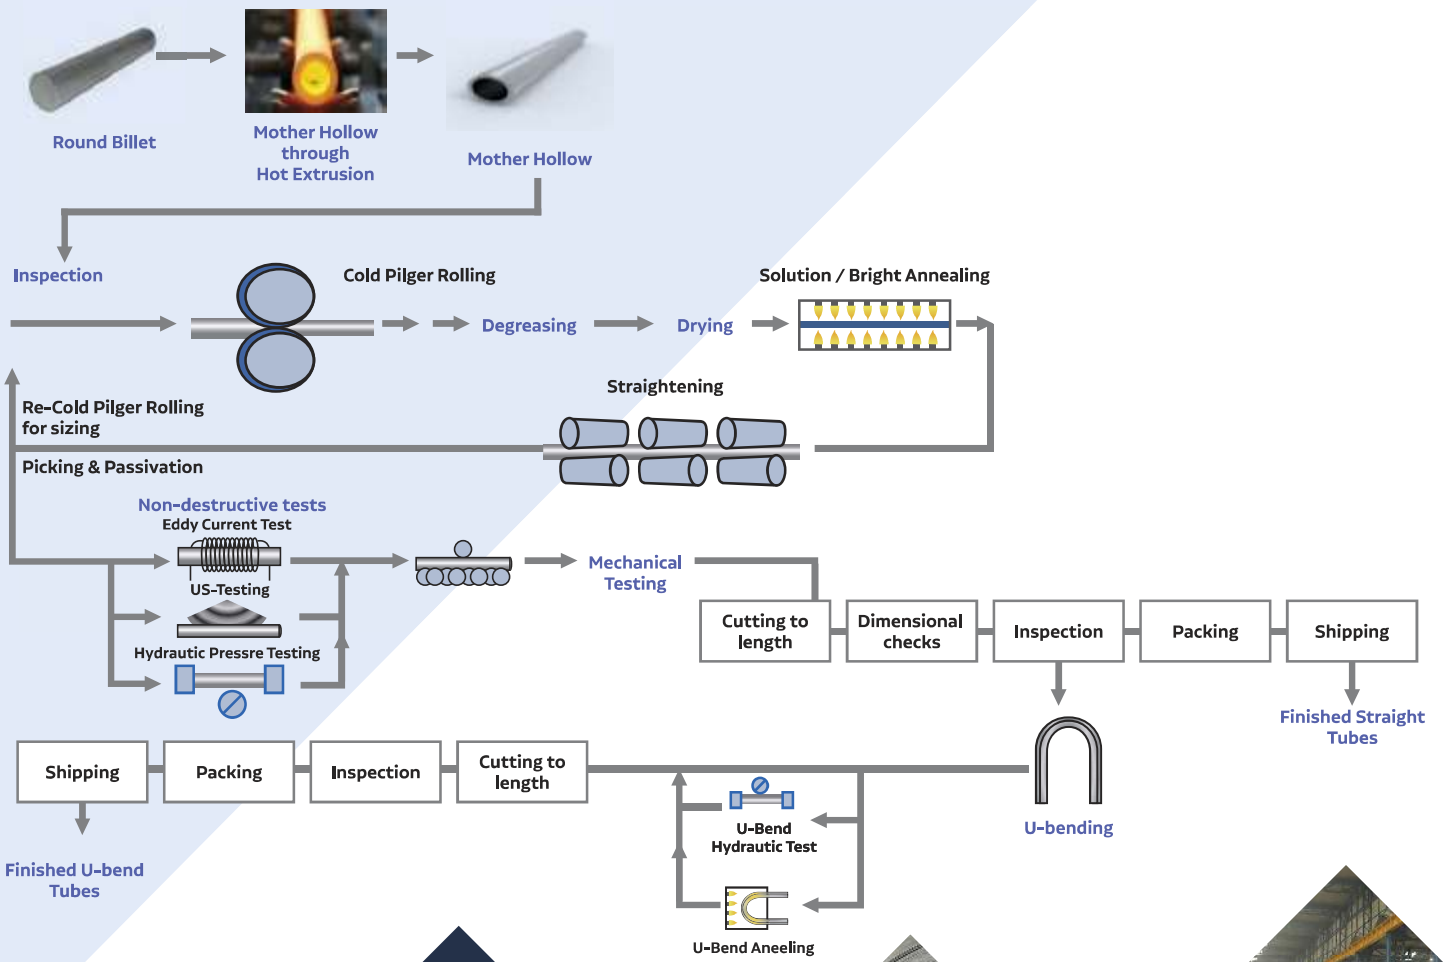 Round Billet
Mother Hollow
through
Hot Extrusion
Mother Hollow
Inspection
Cold Pilger Rolling
Degreasing
Drying
Solution / Bright Annealing
Straightening
Re-Cold Pilger Rolling
for sizing
Picking & Passivation
Non-destructive tests
Eddy Current Test
US-Testing
Hydrautic Pressre Testing
Mechanical
Testing
Cutting to
length
Dimensional
checks
Inspection
Packing
Shipping
Finished Straight
Tubes
U-bending
U-Bend
Hydrautic Test
U-Bend Aneeling
Cutting to
length
Inspection
Packing
Shipping
Finished U-bend
Tubes